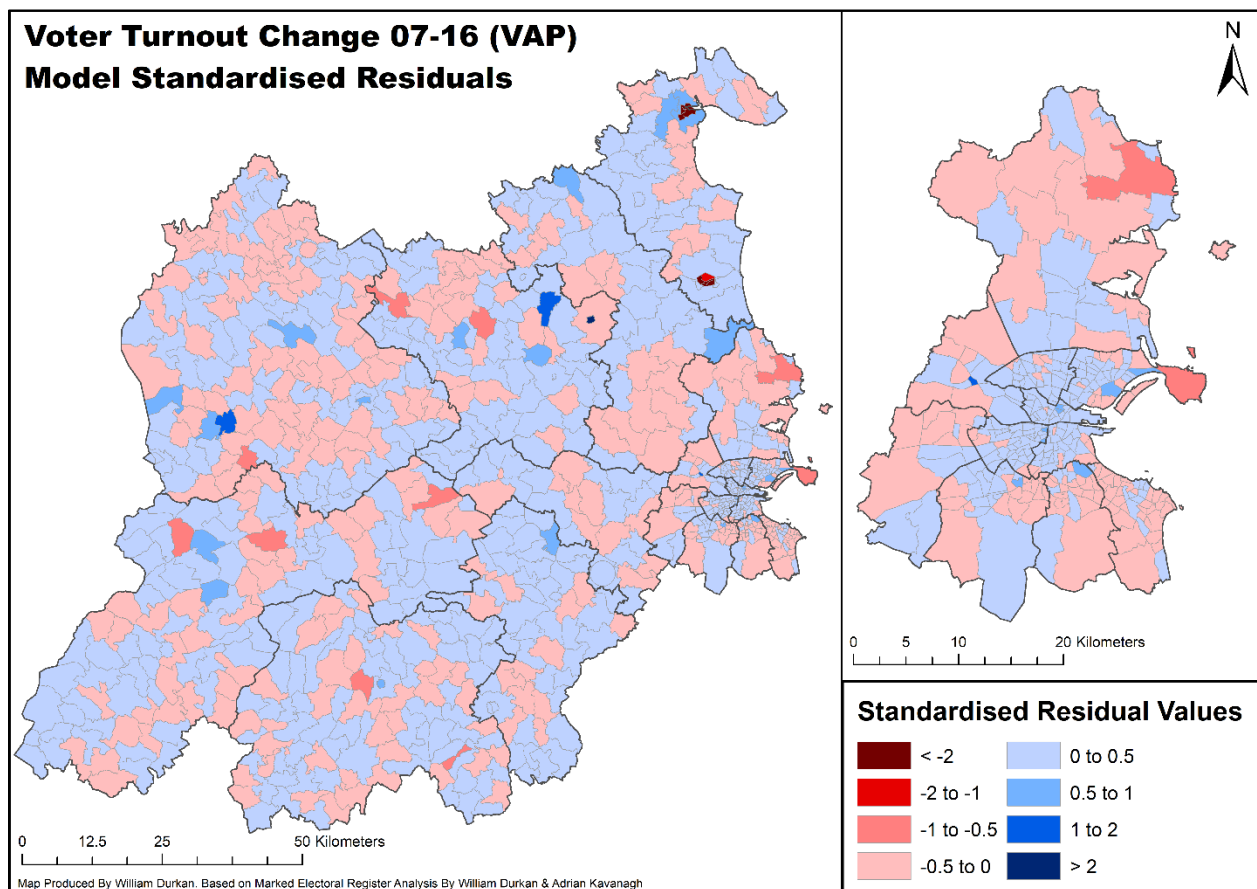 Voter Turnout Change 07-16 (VAP)
Model Standardised Residuals
0 12.5 25 50 Kilometers
Map Produced By William Durkan. Based on Marked Electoral Register Analysis By William Durkan & Adrian Kavanagh
N
0 5 10 20 Kilometers
Standardised Residual Values
< -2 0 to 0.5
-2 to -1 0.5 to 1
-1 to -0.5 1 to 2
-0.5 to 0 > 2